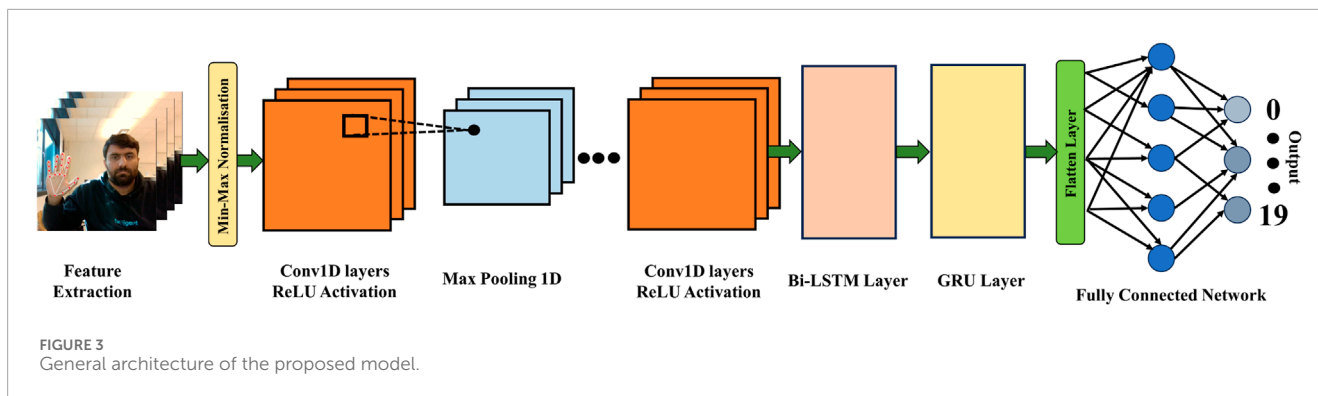 Min-Max Normalisation
Flatten Layer
0
Output
19
Feature
Extraction
Conv1D layers
ReLU Activation
Max Pooling 1D
Conv1D layers
ReLU Activation
Bi-LSTM Layer
GRU Layer
Fully Connected Network
FIGURE 3
General architecture of the proposed model.